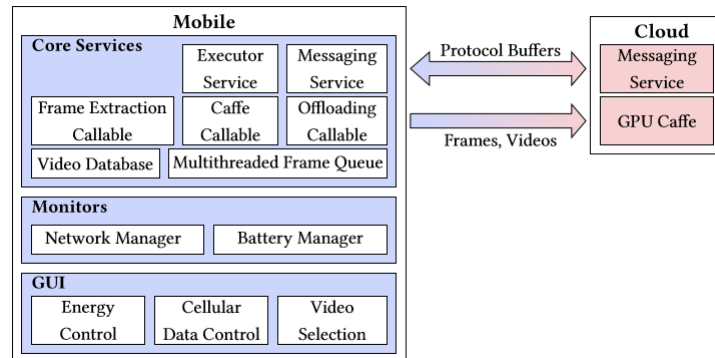 Mobile
Core Services
Executor
Service
Messaging
Service
Frame Extraction
Callable
Caffe
Callable
Offloading
Callable
Video Database
Multithreaded Frame Queue
Monitors
Network Manager
Battery Manager
GUI
Energy
Control
Cellular
Data Control
Video
Selection
Protocol Buffers
Frames, Videos
Cloud
Messaging
Service
GPU Caffe